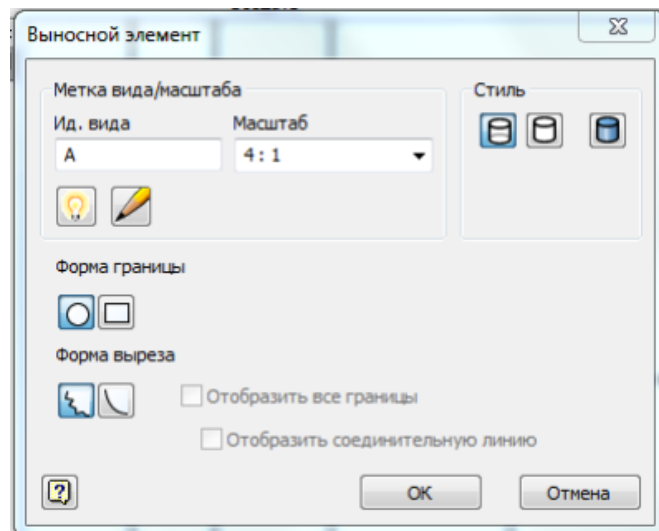 Выносной элемент
Метка вида/масштаба
Стиль
Ид. вида
Масштаб
A
4 : 1
Форма границы
Форма выреза
Отобразить все границы
Отобразить соединительную линию
ОК
Отмена